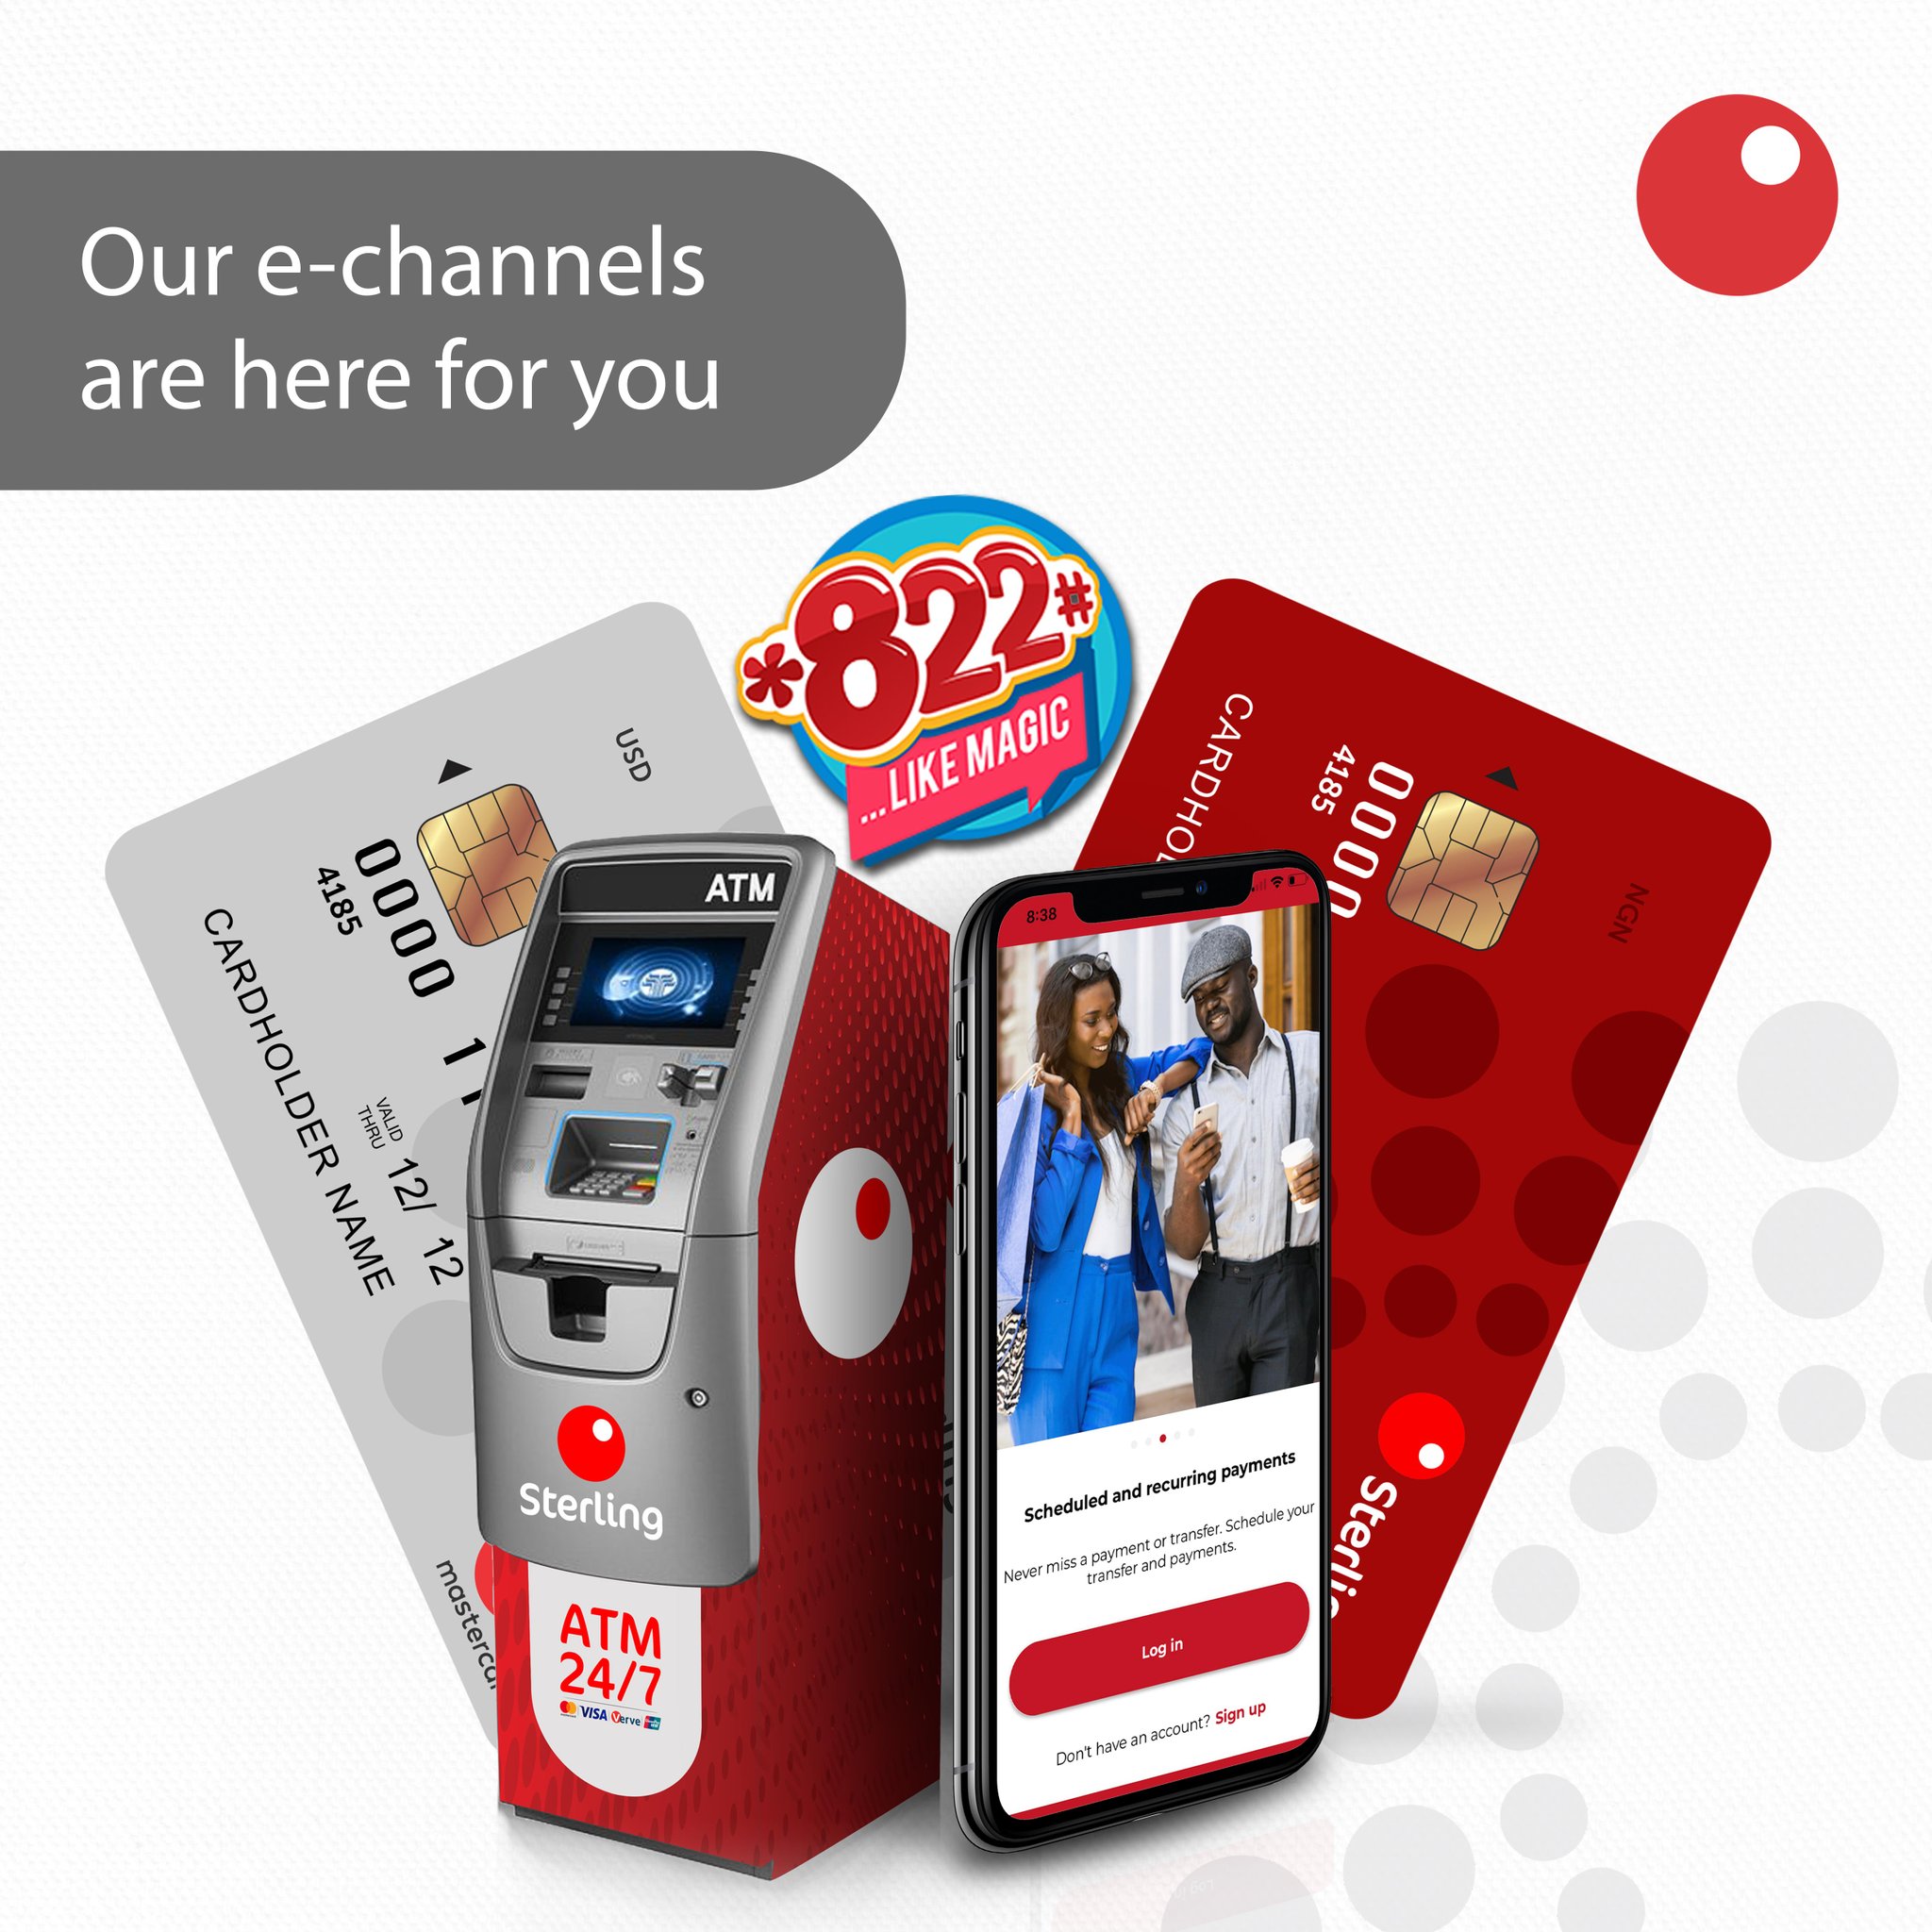 Our e-channels
are here for you
*822#
...LIKE MAGIC
USD
0000
4185
CARDHOLDER NAME
VALID
THRU
12/ 12
ATM
Sterling
ATM
24/7
VISA Verve
8:38
Scheduled and recurring payments
Never miss a payment or transfer. Schedule your
transfer and payments.
Log in
Don't have an account? Sign up
NGN
0000
4185